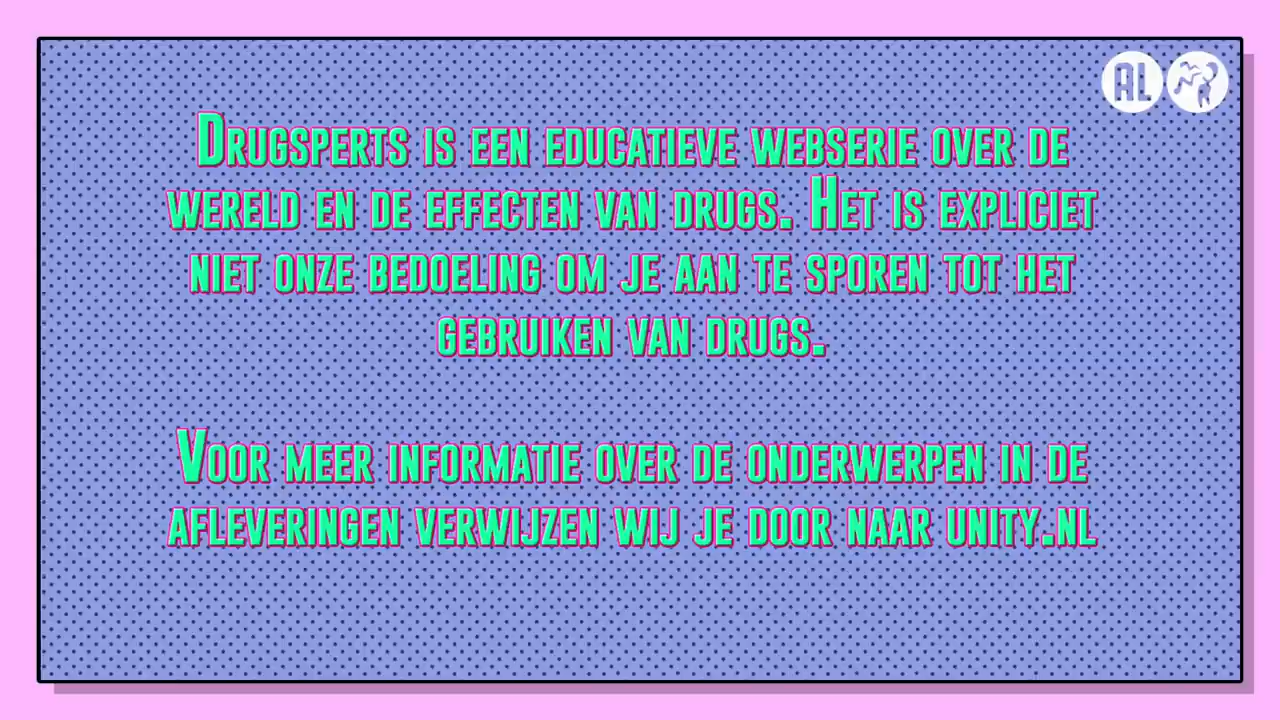 AL
Drugsperts is een educatieve webserie over de
wereld en de effecten van drugs. Het is expliciet
niet onze bedoeling om je aan te sporen tot het
gebruiken van drugs.
Voor meer informatie over de onderwerpen in de
afleveringen verwijzen wij je door naar unity.nl